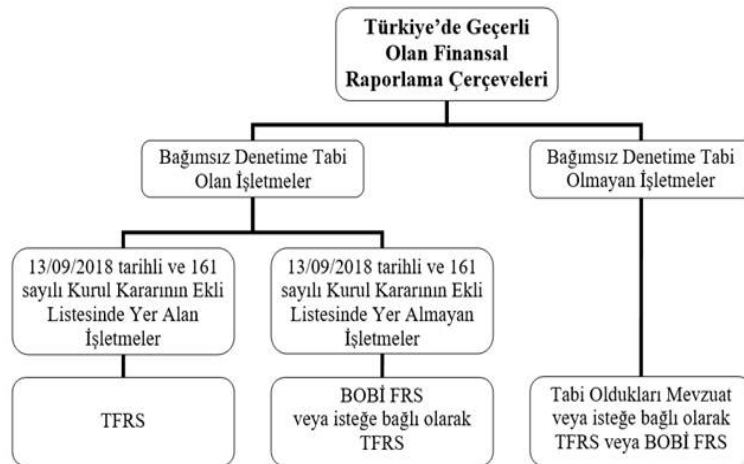 Türkiye’de Geçerli
Olan Finansal
Raporlama Çerçeveleri
Bağımsız Denetime Tabi
Olan İşletmeler
Bağımsız Denetime Tabi
Olmayan İşletmeler
13/09/2018 tarihli ve 161
sayılı Kurul Kararının Ekli
Listesinde Yer Alan
İşletmeler
13/09/2018 tarihli ve 161
sayılı Kurul Kararının Ekli
Listesinde Yer Almayan
İşletmeler
TFRS
BOBİ FRS
veya isteğe bağlı olarak
TFRS
Tabi Oldukları Mevzuat
veya isteğe bağlı olarak
TFRS veya BOBİ FRS